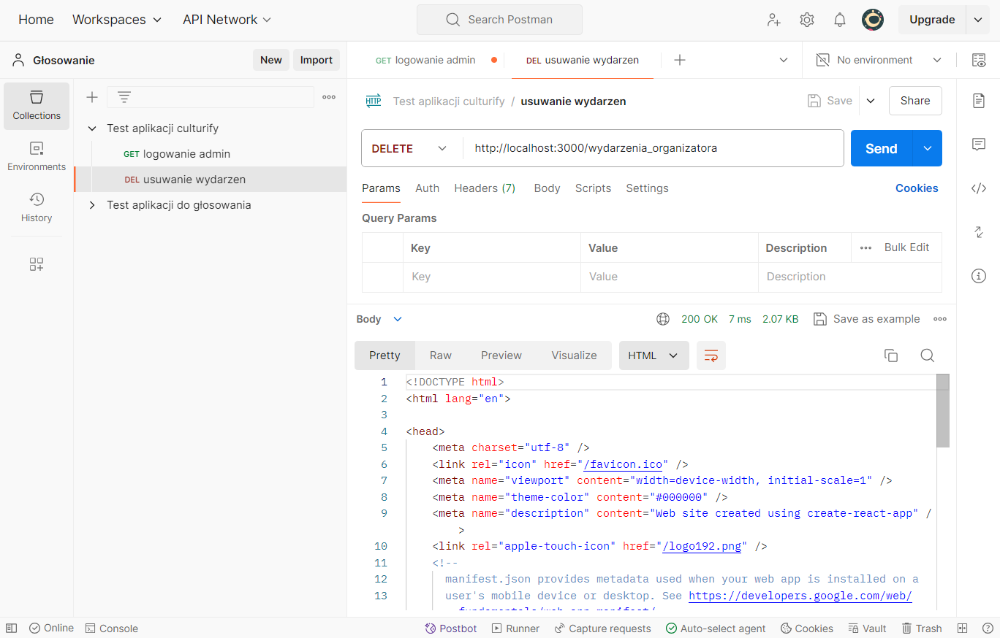 Home Workspaces API Network Search Postman Upgrade
Głosowanie New Import GET logowanie admin DEL usuwanie wydarzen No environment
Collections
Environments
History
Test aplikacji culturify
GET logowanie admin
DEL usuwanie wydarzen
Test aplikacji do głosowania
HTTP Test aplikacji culturify / usuwanie wydarzen Save Share
DELETE http://localhost:3000/wydarzenia_organizatora Send
Params Auth Headers (7) Body Scripts Settings Cookies
Query Params
Key Value Description Bulk Edit
Key Value Description
Body 200 OK 7 ms 2.07 KB Save as example
Pretty Raw Preview Visualize HTML
1 <!DOCTYPE html>
2 <html lang="en">
3
4 <head>
5 <meta charset="utf-8" />
6 <link rel="icon" href="/favicon.ico" />
7 <meta name="viewport" content="width=device-width, initial-scale=1" />
8 <meta name="theme-color" content="#000000" />
9 <meta name="description" content="Web site created using create-react-app" /
>
10 <link rel="apple-touch-icon" href="/logo192.png" />
11 <!--
12 manifest.json provides metadata used when your web app is installed on a
13 user's mobile device or desktop. See https://developers.google.com/web/
fundamentals/web-app-manifest/
Online Console Postbot Runner Capture requests Auto-select agent Cookies Vault Trash